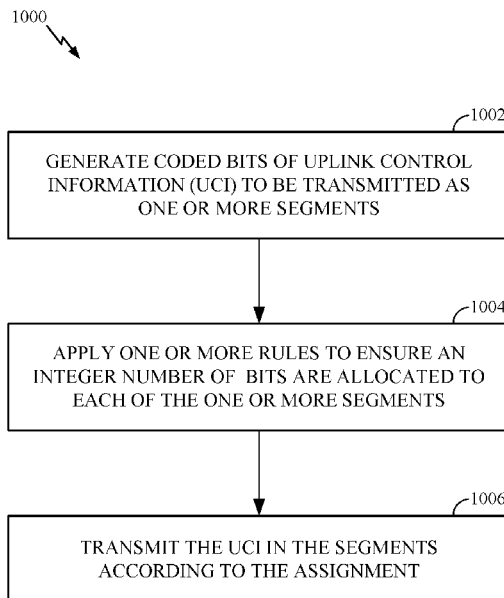 1000
1002
GENERATE CODED BITS OF UPLINK CONTROL
INFORMATION (UCI) TO BE TRANSMITTED AS
ONE OR MORE SEGMENTS
1004
APPLY ONE OR MORE RULES TO ENSURE AN
INTEGER NUMBER OF BITS ARE ALLOCATED TO
EACH OF THE ONE OR MORE SEGMENTS
1006
TRANSMIT THE UCI IN THE SEGMENTS
ACCORDING TO THE ASSIGNMENT